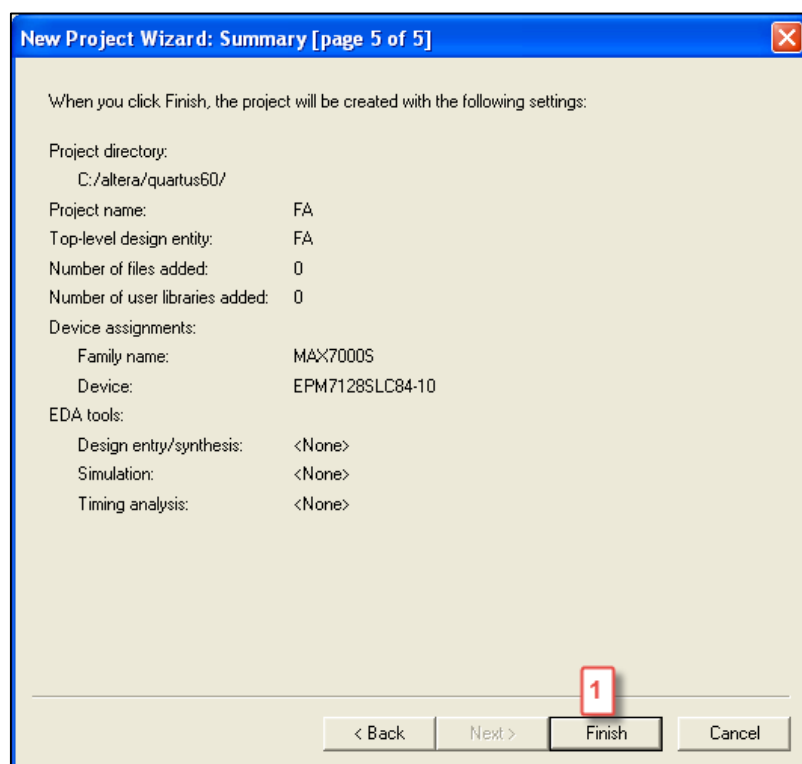 New Project Wizard: Summary [page 5 of 5]
When you click Finish, the project will be created with the following settings:
Project directory:
C:/altera/quartus60/
Project name: FA
Top-level design entity: FA
Number of files added: 0
Number of user libraries added: 0
Device assignments:
Family name: MAX7000S
Device: EPM7128SLC84-10
EDA tools:
Design entry/synthesis: <None>
Simulation: <None>
Timing analysis: <None>
1
< Back Next > Finish Cancel